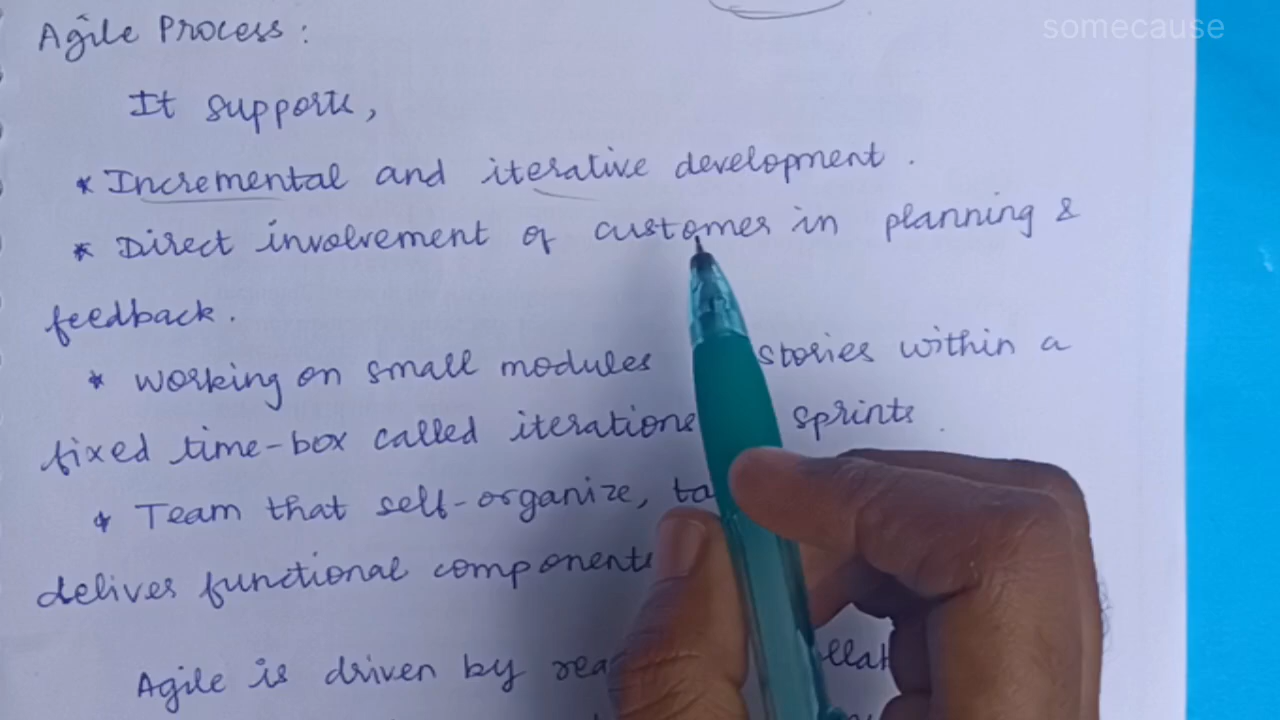 somecause
Agile Process :
It supports,
* Incremental and iterative development .
* Direct involvement of customer in planning &
feedback .
* working on small modules stories within a
fixed time-box called iterations sprints .
* Team that self-organize,
delives functional components
Agile is driven by